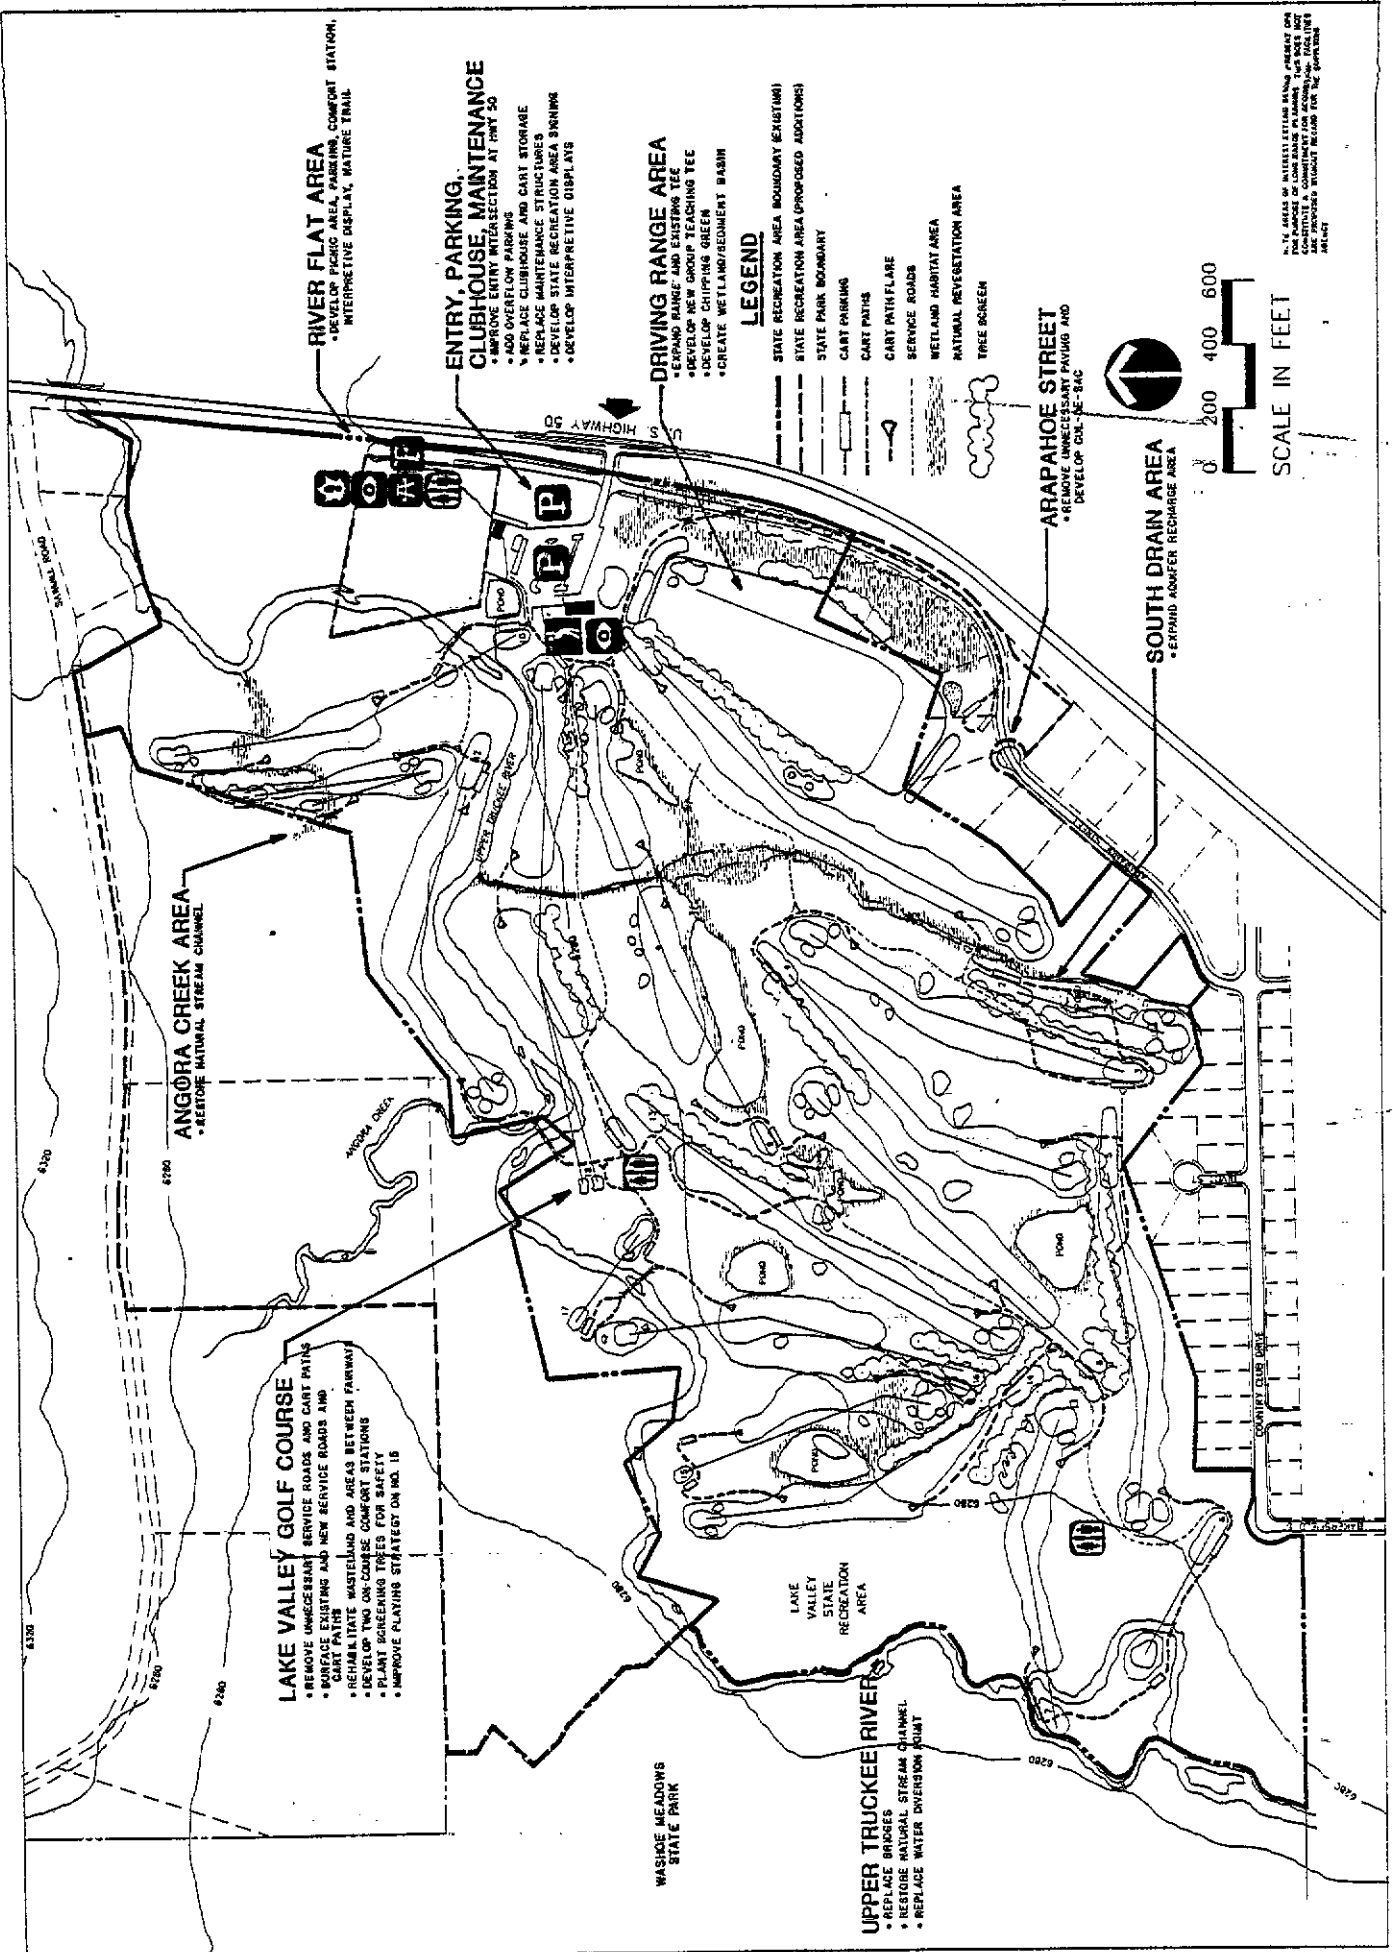 RIVER FLAT AREA
• DEVELOP PICNIC AREA, PARKING, COMFORT STATION,
INTERPRETIVE DISPLAY, NATURE TRAIL
ENTRY, PARKING,
CLUBHOUSE, MAINTENANCE
• IMPROVE ENTRY INTERSECTION AT HWY 50
• ADD OVERFLOW PARKING
• REPLACE CLUBHOUSE AND CART STORAGE
• REPLACE MAINTENANCE STRUCTURES
• DEVELOP STATE RECREATION AREA SIGNING
• DEVELOP INTERPRETIVE DISPLAYS
DRIVING RANGE AREA
• EXPAND RANGE AND EXISTING TEE
• DEVELOP NEW GROUP TEACHING TEE
• DEVELOP CHIPPING GREEN
• CREATE WETLAND/SEDIMENT BASIN
LEGEND
STATE RECREATION AREA BOUNDARY (EXISTING)
STATE RECREATION AREA (PROPOSED ADDITIONS)
STATE PARK BOUNDARY
CART PARKING
CART PATHS
CART PATH FLARE
SERVICE ROADS
WETLAND HABITAT AREA
NATURAL REVEGETATION AREA
TREE SCREEN
ARAPAHOE STREET
• REMOVE UNNECESSARY PAVING AND
DEVELOP CUL-DE-SAC
SOUTH DRAIN AREA
• EXPAND AQUIFER RECHARGE AREA
0 200 400 600
SCALE IN FEET
ANGORA CREEK AREA
• RESTORE NATURAL STREAM CHANNEL
LAKE VALLEY GOLF COURSE
• REMOVE UNNECESSARY SERVICE ROADS AND CART PATHS
• SURFACE EXISTING AND NEW SERVICE ROADS AND
CART PATHS
• REHABILITATE WASTELAND AND AREAS BETWEEN FAIRWAYS
• DEVELOP TWO ON-COURSE COMFORT STATIONS
• PLANT SCREENING TREES FOR SAFETY
• IMPROVE PLAYING STRATEGY ON NO. 16
UPPER TRUCKEE RIVER
• REPLACE BRIDGES
• RESTORE NATURAL STREAM CHANNEL
• REPLACE WATER DIVERSION POINT
WASHOE MEADOWS
STATE PARK
LAKE
VALLEY
STATE
RECREATION
AREA
U.S. HIGHWAY 50
SAWMILL ROAD
UPPER TRUCKEE RIVER
ANGORA CREEK
COUNTRY CLUB DRIVE
POND
POND
POND
POND
POND
POND
POND
P
P
6320
6320
6280
6280
6280
6280
6280
6280
6280
6280